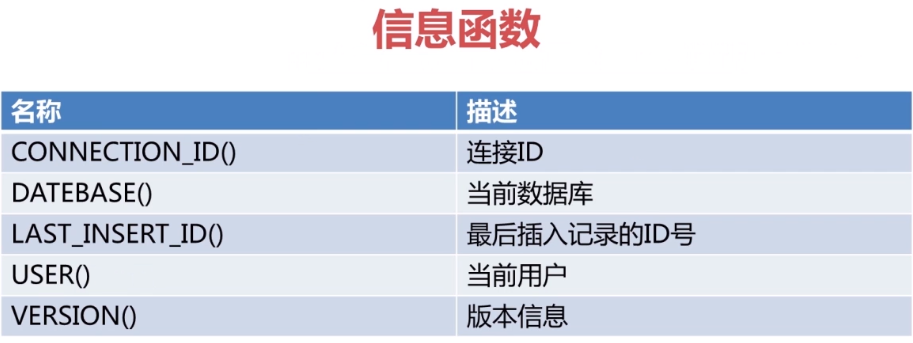 信息函数
名称 描述
CONNECTION_ID() 连接ID
DATEBASE() 当前数据库
LAST_INSERT_ID() 最后插入记录的ID号
USER() 当前用户
VERSION() 版本信息